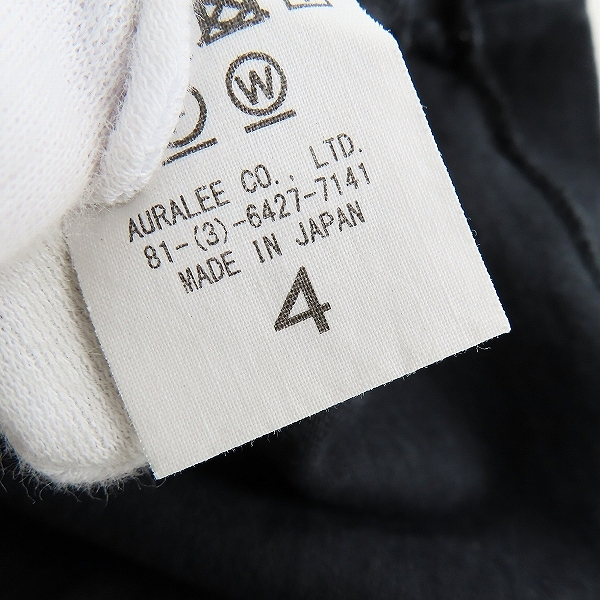 W
AURALEE CO., LTD.
81-(3)-6427-7141
MADE IN JAPAN
4